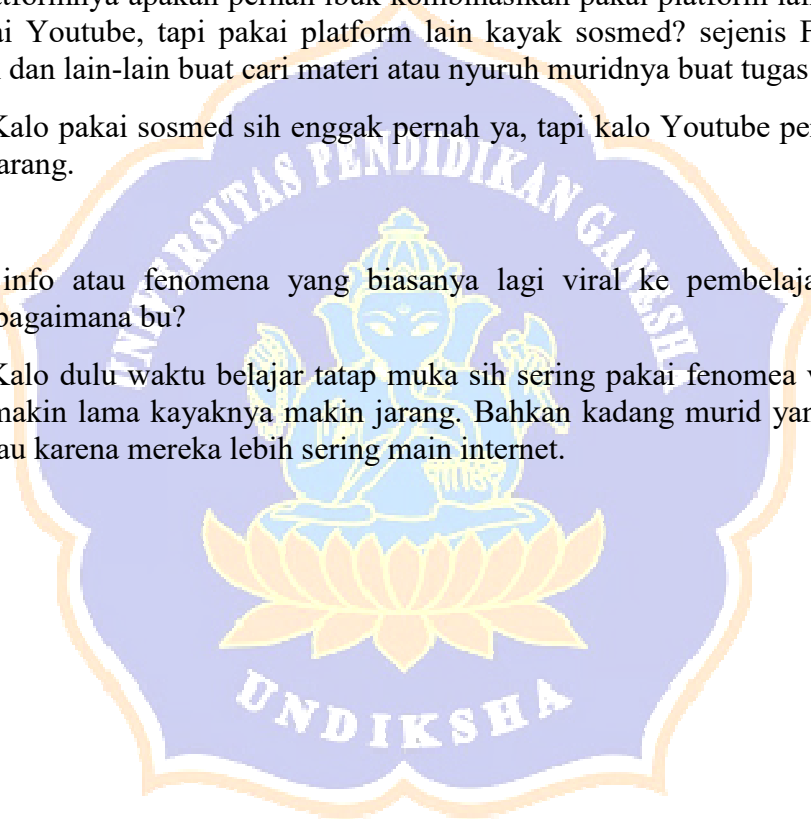 platformnya apakah pernah ibuk kombinasikan pakai platform lain
ai Youtube, tapi pakai platform lain kayak sosmed? sejenis F
dan lain-lain buat cari materi atau nyuruh muridnya buat tugas
Kalo pakai sosmed sih enggak pernah ya, tapi kalo Youtube pe
arang.
info atau fenomena yang biasanya lagi viral ke pembelaja
bagaimana bu?
Kalo dulu waktu belajar tatap muka sih sering pakai fenomea v
makin lama kayaknya makin jarang. Bahkan kadang murid yan
au karena mereka lebih sering main internet.
UNIVERSITAS PENDIDIKAN GANESH
UNDIKSHA